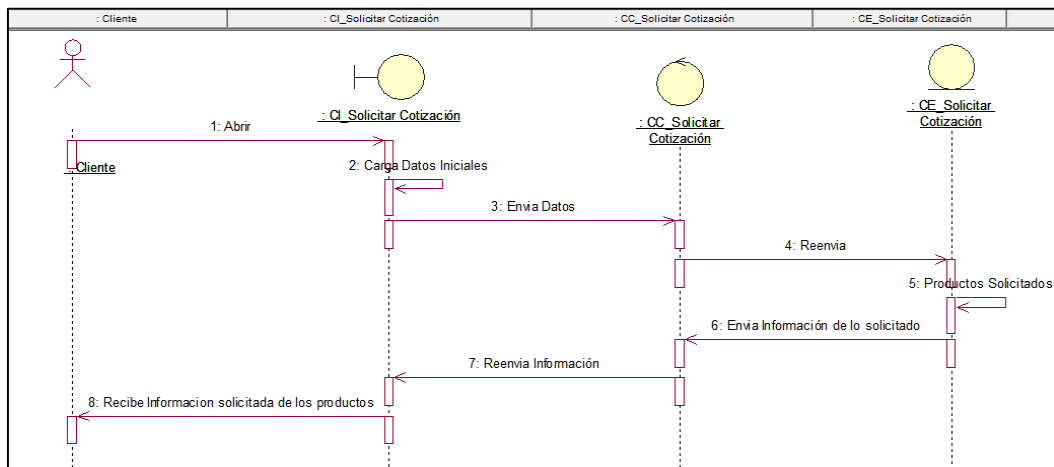 : Cliente
: CI_Solicitar Cotización
: CC_Solicitar Cotización
: CE_Solicitar Cotización
: CI_Solicitar Cotización
: CC_Solicitar
Cotización
: CE_Solicitar
Cotización
: Cliente
1: Abrir
2: Carga Datos Iniciales
3: Envia Datos
4: Reenvia
5: Productos Solicitados
6: Envia Información de lo solicitado
7: Reenvia Información
8: Recibe Informacion solicitada de los productos